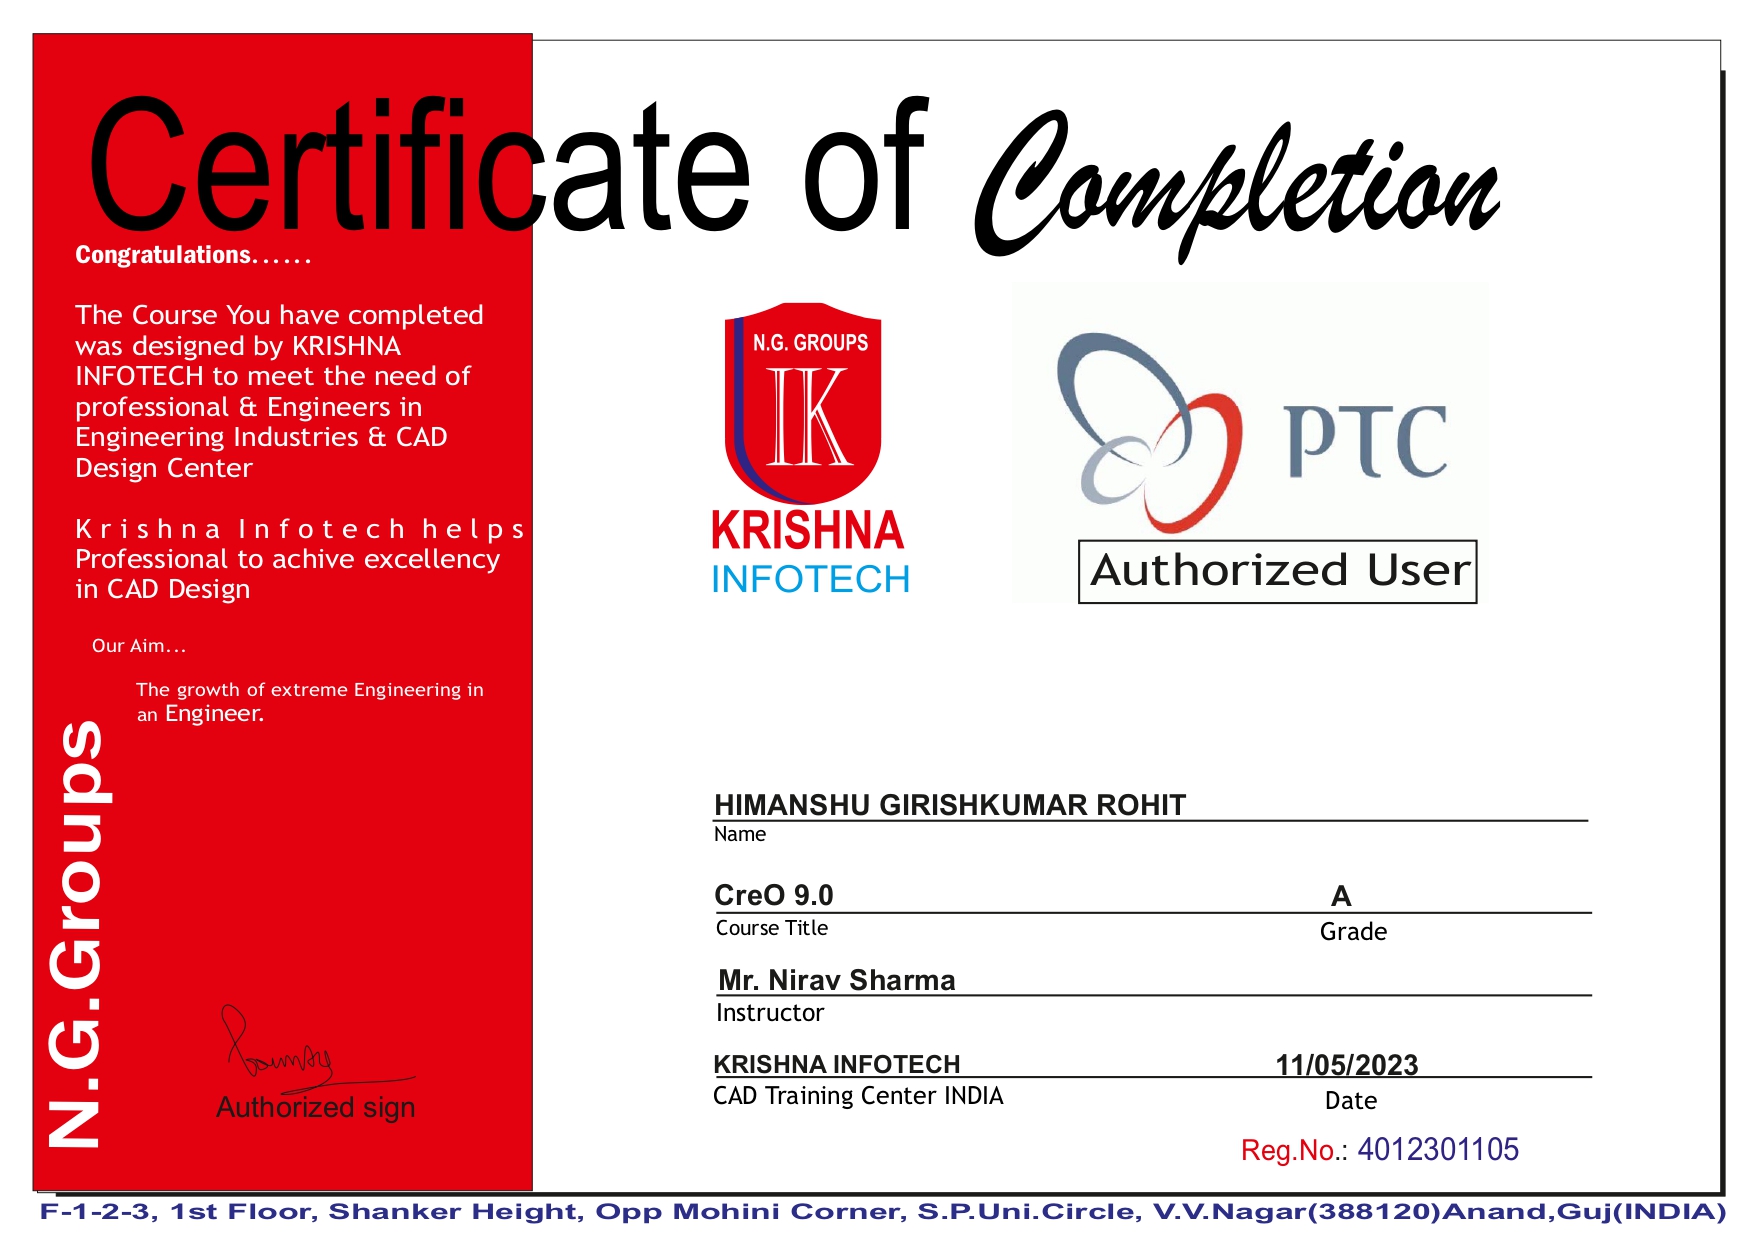 Certificate of Completion
Congratulations......
The Course You have completed
was designed by KRISHNA
INFOTECH to meet the need of
professional & Engineers in
Engineering Industries & CAD
Design Center
Krishna Infotech helps
Professional to achive excellency
in CAD Design
Our Aim...
The growth of extreme Engineering in
an Engineer.
N.G.Groups
Authorized sign
N.G. GROUPS
IK
KRISHNA
INFOTECH
PTC
Authorized User
HIMANSHU GIRISHKUMAR ROHIT
Name
CreO 9.0 A
Course Title Grade
Mr. Nirav Sharma
Instructor
KRISHNA INFOTECH 11/05/2023
CAD Training Center INDIA Date
Reg.No.: 4012301105
F-1-2-3, 1st Floor, Shanker Height, Opp Mohini Corner, S.P.Uni.Circle, V.V.Nagar(388120)Anand,Guj(INDIA)